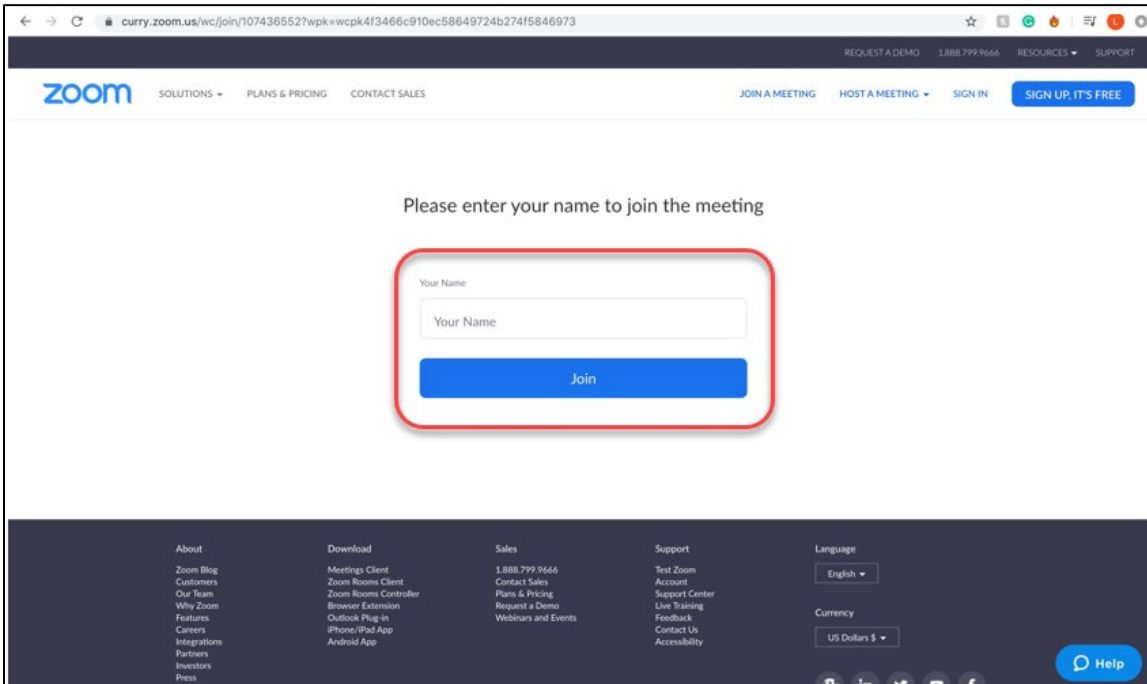 curry.zoom.us/wc/join/107436552?wpk=wcpk4f3466c910ec58649724b274f5846973
L
REQUEST A DEMO 1.888.799.9666 RESOURCES SUPPORT
zoom SOLUTIONS PLANS & PRICING CONTACT SALES JOIN A MEETING HOST A MEETING SIGN IN SIGN UP, IT'S FREE
Please enter your name to join the meeting
Your Name
Your Name
Join
About
Zoom Blog
Customers
Our Team
Why Zoom
Features
Careers
Integrations
Partners
Investors
Press
Download
Meetings Client
Zoom Rooms Client
Zoom Rooms Controller
Browser Extension
Outlook Plug-in
iPhone/iPad App
Android App
Sales
1.888.799.9666
Contact Sales
Plans & Pricing
Request a Demo
Webinars and Events
Support
Test Zoom
Account
Support Center
Live Training
Feedback
Contact Us
Accessibility
Language
English
Currency
US Dollars $
Help